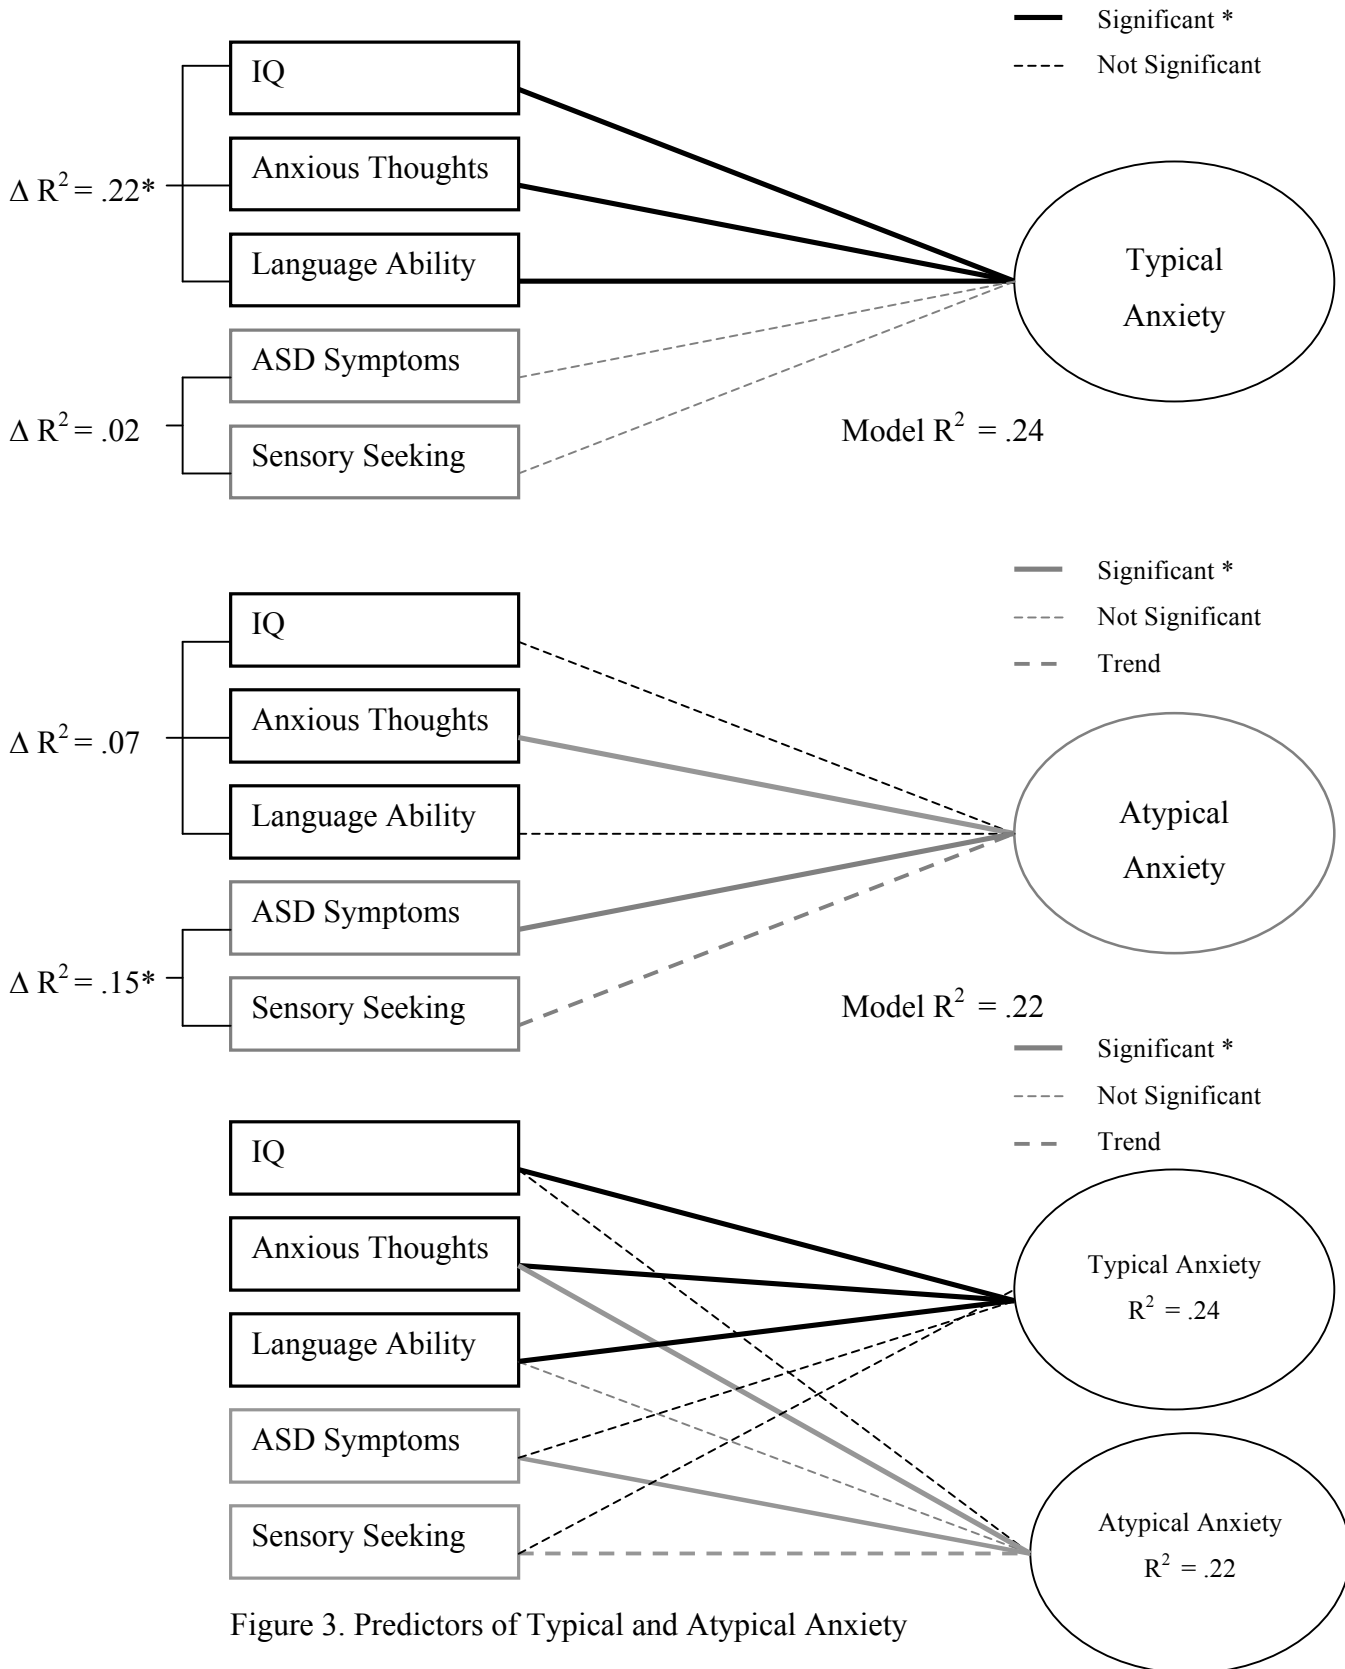 Significant *
Not Significant
IQ
Anxious Thoughts
Δ R² = .22*
Language Ability
Typical
Anxiety
ASD Symptoms
Δ R² = .02
Model R² = .24
Sensory Seeking
Significant *
Not Significant
Trend
IQ
Anxious Thoughts
Δ R² = .07
Language Ability
Atypical
Anxiety
ASD Symptoms
Δ R² = .15*
Sensory Seeking
Model R² = .22
Significant *
Not Significant
Trend
IQ
Anxious Thoughts
Typical Anxiety
R² = .24
Language Ability
ASD Symptoms
Sensory Seeking
Atypical Anxiety
R² = .22
Figure 3. Predictors of Typical and Atypical Anxiety